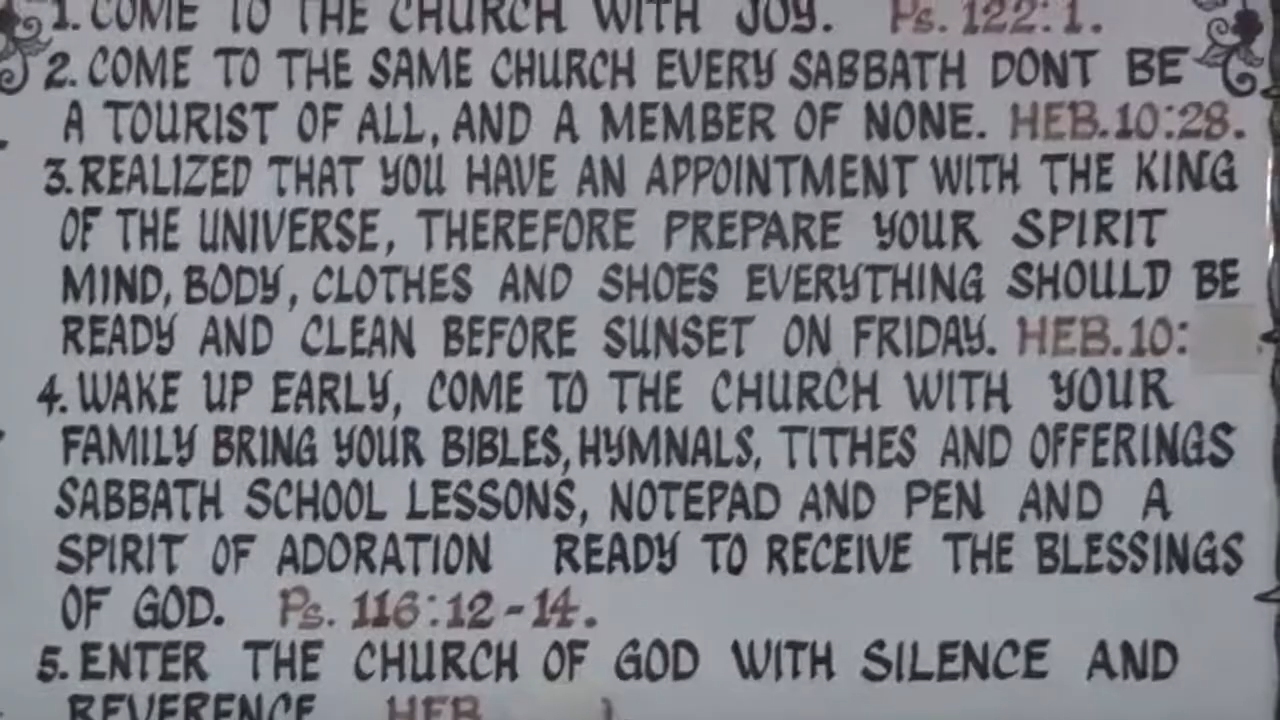 1. COME TO THE CHURCH WITH JOY. Ps. 122:1.
2. COME TO THE SAME CHURCH EVERY SABBATH DONT BE
A TOURIST OF ALL, AND A MEMBER OF NONE. HEB.10:28.
3. REALIZED THAT YOU HAVE AN APPOINTMENT WITH THE KING
OF THE UNIVERSE, THEREFORE PREPARE YOUR SPIRIT
MIND, BODY, CLOTHES AND SHOES EVERYTHING SHOULD BE
READY AND CLEAN BEFORE SUNSET ON FRIDAY. HEB.10:
4. WAKE UP EARLY, COME TO THE CHURCH WITH YOUR
FAMILY BRING YOUR BIBLES, HYMNALS, TITHES AND OFFERINGS
SABBATH SCHOOL LESSONS, NOTEPAD AND PEN AND A
SPIRIT OF ADORATION READY TO RECEIVE THE BLESSINGS
OF GOD. Ps. 116:12-14.
5. ENTER THE CHURCH OF GOD WITH SILENCE AND
REVERENCE HEB